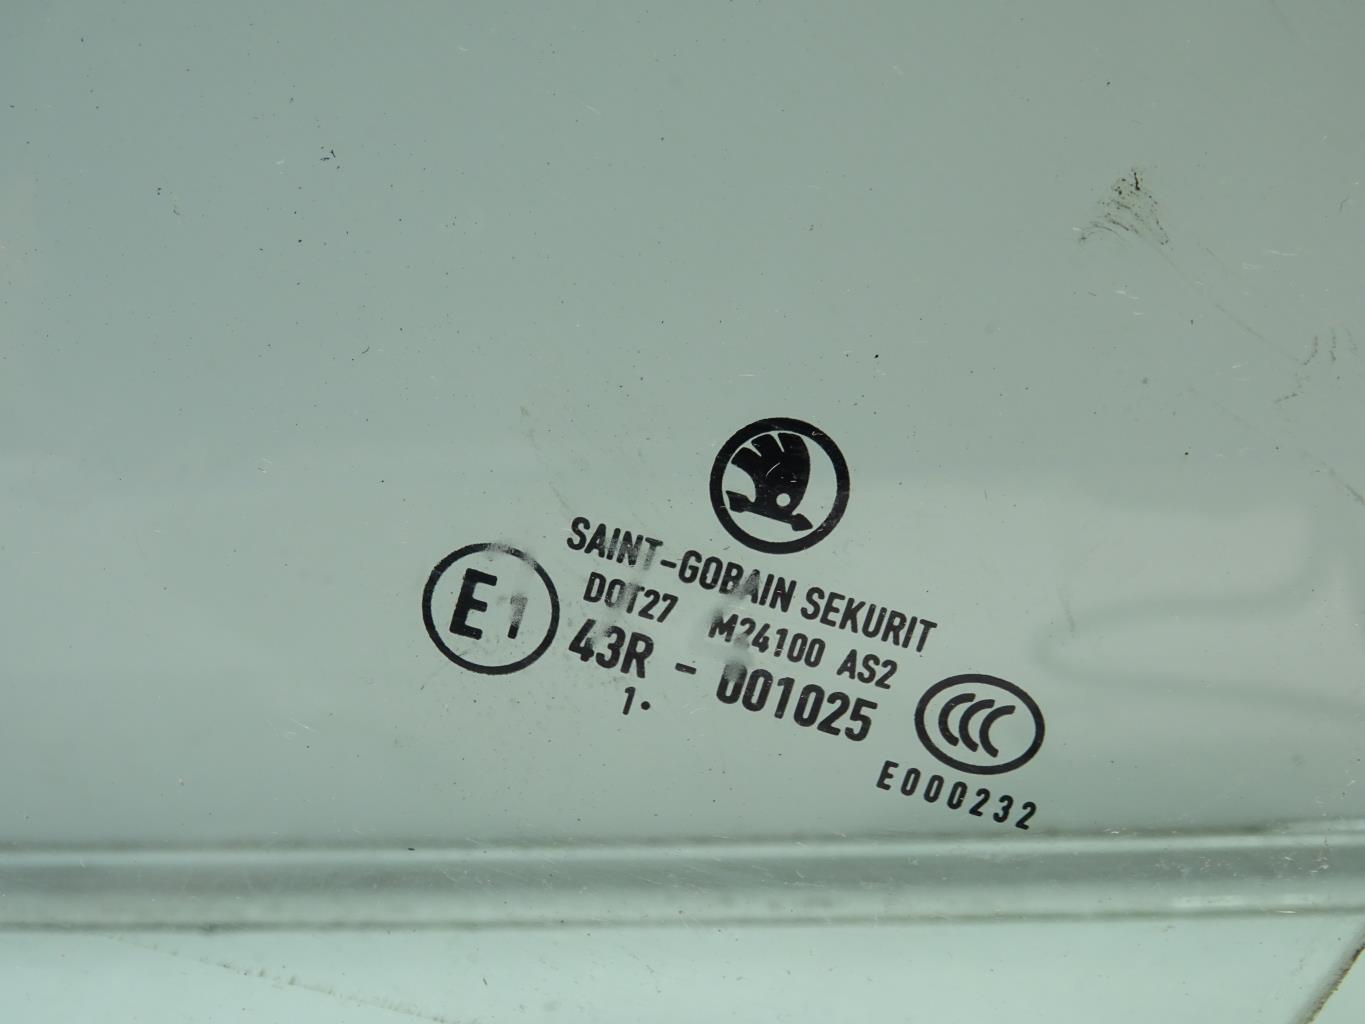 SAINT-GOBAIN SEKURIT
E1
DOT27 M24100 AS2
43R - 001025
1•
CCC
E000232